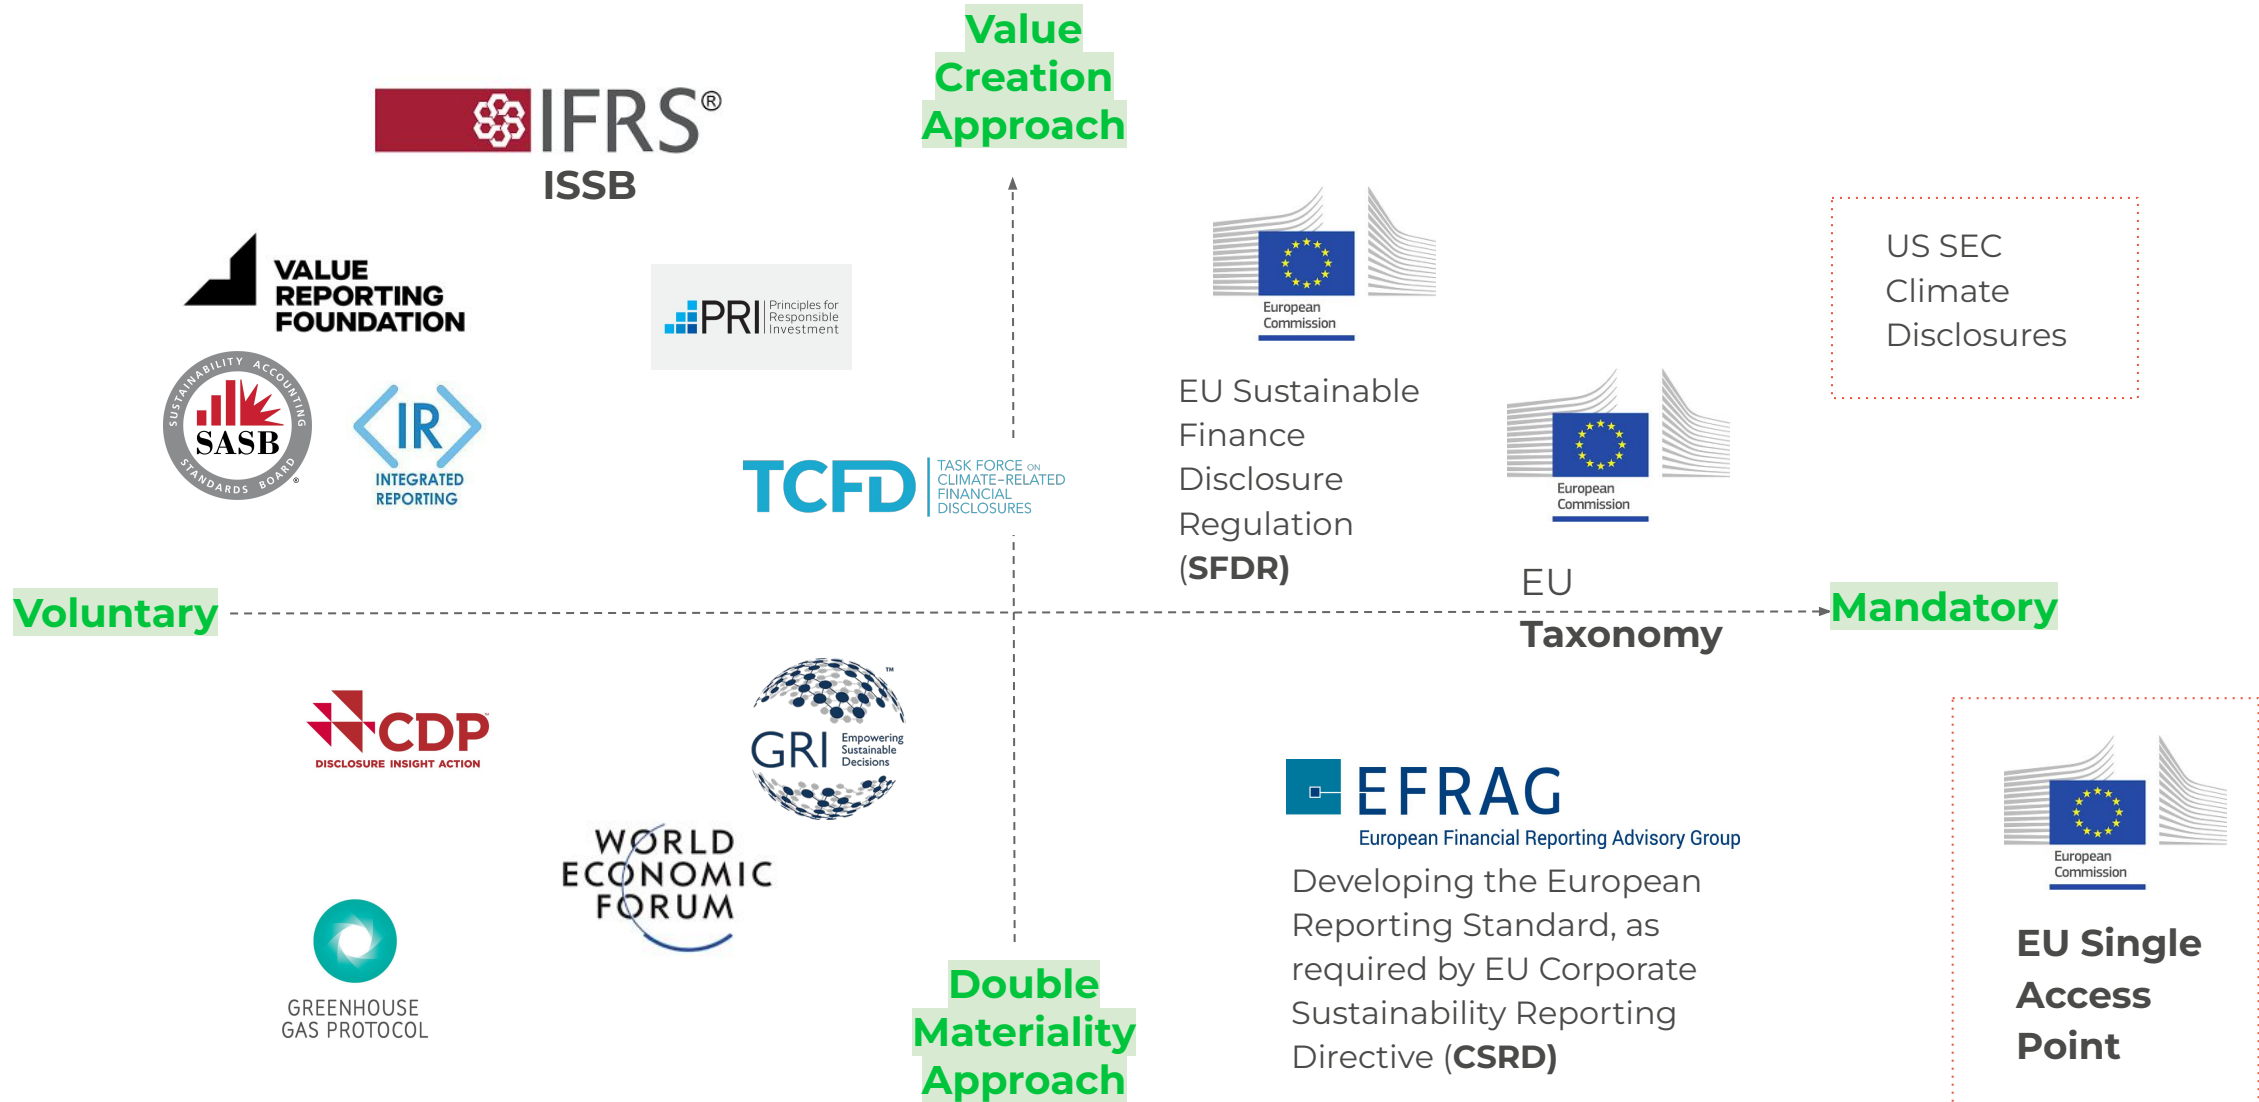 Value
Creation
Approach
IFRS®
ISSB
VALUE
REPORTING
FOUNDATION
SUSTAINABILITY ACCOUNTING
SASB
STANDARDS BOARD®
IR
INTEGRATED
REPORTING
PRI
Principles for
Responsible
Investment
TCFD
TASK FORCE ON
CLIMATE-RELATED
FINANCIAL
DISCLOSURES
European
Commission
EU Sustainable
Finance
Disclosure
Regulation
(SFDR)
European
Commission
EU
Taxonomy
US SEC
Climate
Disclosures
Voluntary
Mandatory
CDP
DISCLOSURE INSIGHT ACTION
GRI
Empowering
Sustainable
Decisions
™
WORLD
ECONOMIC
FORUM
GREENHOUSE
GAS PROTOCOL
Double
Materiality
Approach
EFRAG
European Financial Reporting Advisory Group
Developing the European
Reporting Standard, as
required by EU Corporate
Sustainability Reporting
Directive (CSRD)
European
Commission
EU Single
Access
Point